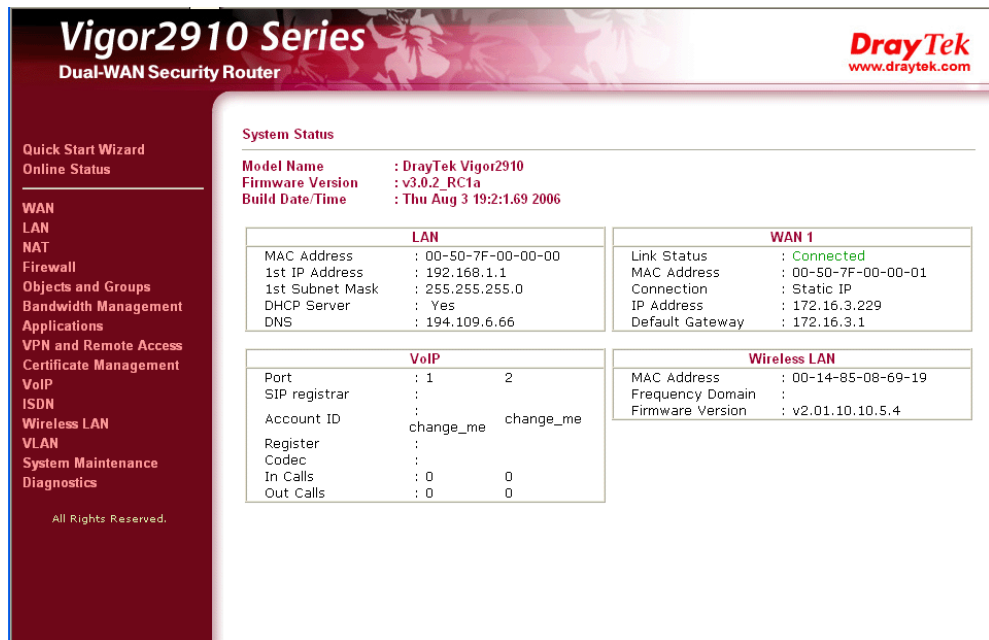 Vigor2910 Series
Dual-WAN Security Router
DrayTek
www.draytek.com
Quick Start Wizard
Online Status
WAN
LAN
NAT
Firewall
Objects and Groups
Bandwidth Management
Applications
VPN and Remote Access
Certificate Management
VoIP
ISDN
Wireless LAN
VLAN
System Maintenance
Diagnostics
All Rights Reserved.
System Status
Model Name : DrayTek Vigor2910
Firmware Version : v3.0.2_RC1a
Build Date/Time : Thu Aug 3 19:2:1.69 2006
LAN
MAC Address : 00-50-7F-00-00-00
1st IP Address : 192.168.1.1
1st Subnet Mask : 255.255.255.0
DHCP Server : Yes
DNS : 194.109.6.66
WAN 1
Link Status : Connected
MAC Address : 00-50-7F-00-00-01
Connection : Static IP
IP Address : 172.16.3.229
Default Gateway : 172.16.3.1
VoIP
Port : 1 2
SIP registrar :
Account ID : change_me change_me
Register :
Codec :
In Calls : 0 0
Out Calls : 0 0
Wireless LAN
MAC Address : 00-14-85-08-69-19
Frequency Domain :
Firmware Version : v2.01.10.10.5.4